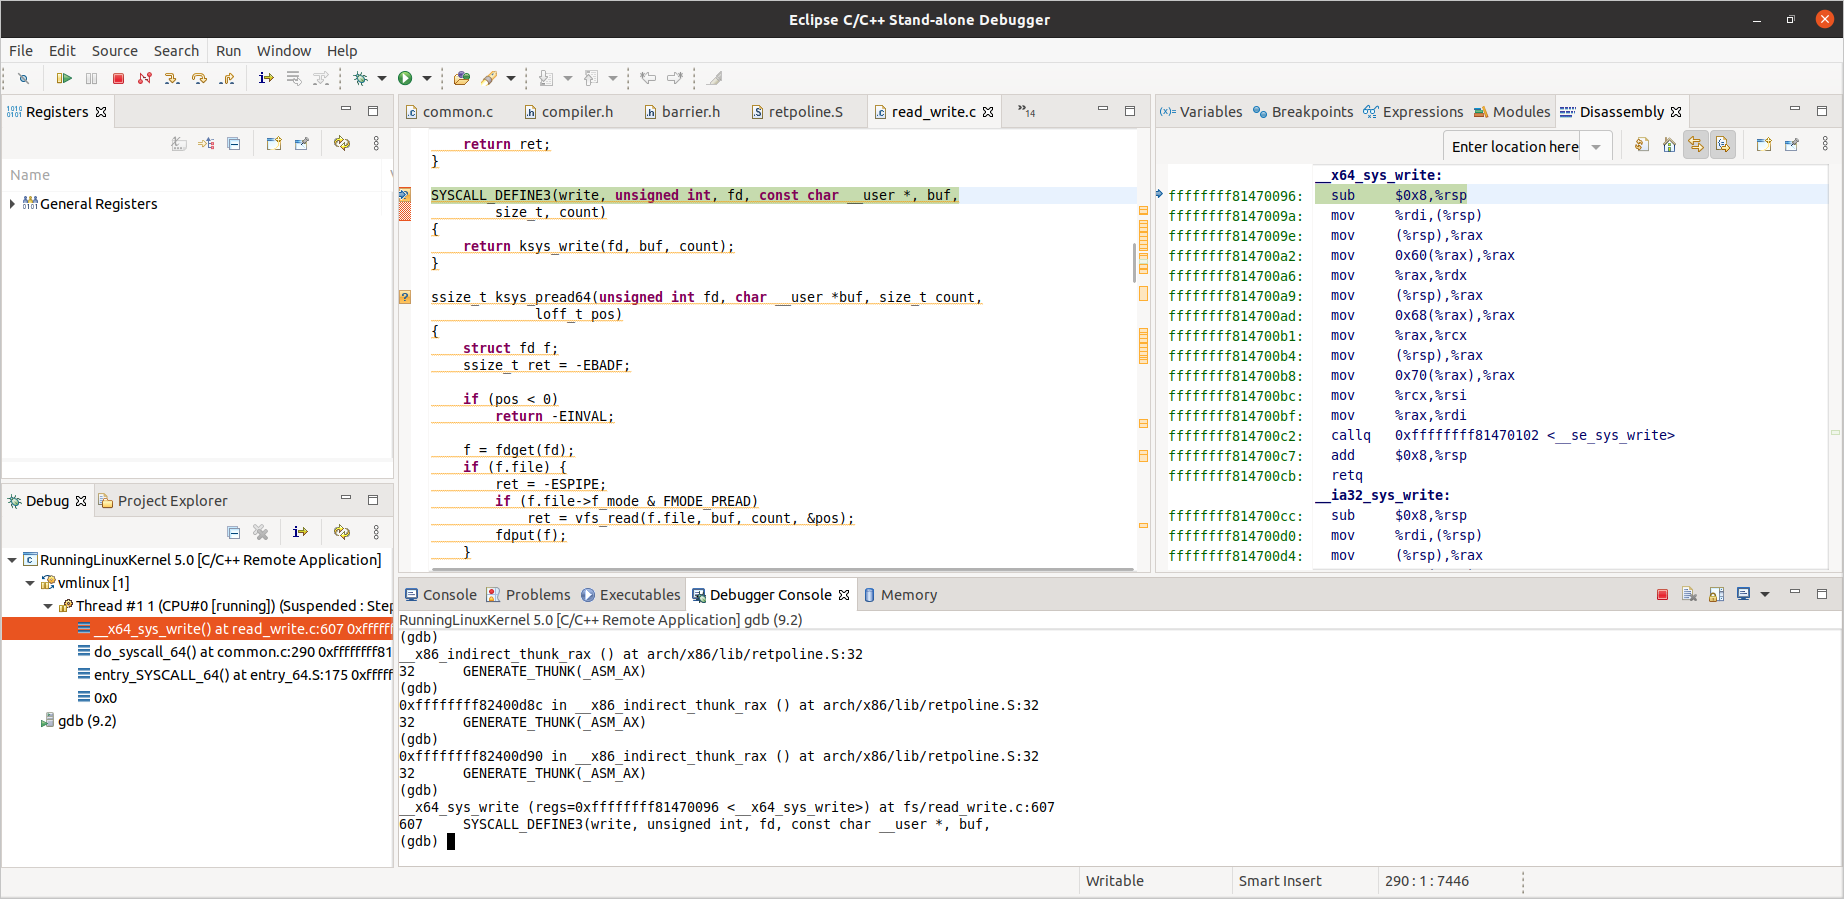 Eclipse C/C++ Stand-alone Debugger
File Edit Source Search Run Window Help
Registers
Name
General Registers
Debug Project Explorer
RunningLinuxKernel 5.0 [C/C++ Remote Application]
vmlinux [1]
Thread #1 1 (CPU#0 [running]) (Suspended : Step
__x64_sys_write() at read_write.c:607 0xffffff
do_syscall_64() at common.c:290 0xffffffff81
entry_SYSCALL_64() at entry_64.S:175 0xffffff
0x0
gdb (9.2)
common.c compiler.h barrier.h retpoline.S read_write.c »14
return ret;
}
SYSCALL_DEFINE3(write, unsigned int, fd, const char __user *, buf,
size_t, count)
{
return ksys_write(fd, buf, count);
}
ssize_t ksys_pread64(unsigned int fd, char __user *buf, size_t count,
loff_t pos)
{
struct fd f;
ssize_t ret = -EBADF;
if (pos < 0)
return -EINVAL;
f = fdget(fd);
if (f.file) {
ret = -ESPIPE;
if (f.file->f_mode & FMODE_PREAD)
ret = vfs_read(f.file, buf, count, &pos);
fdput(f);
}
Variables Breakpoints Expressions Modules Disassembly
Enter location here
__x64_sys_write:
ffffffff81470096: sub $0x8,%rsp
ffffffff8147009a: mov %rdi,(%rsp)
ffffffff8147009e: mov (%rsp),%rax
ffffffff814700a2: mov 0x60(%rax),%rax
ffffffff814700a6: mov %rax,%rdx
ffffffff814700a9: mov (%rsp),%rax
ffffffff814700ad: mov 0x68(%rax),%rax
ffffffff814700b1: mov %rax,%rcx
ffffffff814700b4: mov (%rsp),%rax
ffffffff814700b8: mov 0x70(%rax),%rax
ffffffff814700bc: mov %rcx,%rsi
ffffffff814700bf: mov %rax,%rdi
ffffffff814700c2: callq 0xffffffff81470102 <__se_sys_write>
ffffffff814700c7: add $0x8,%rsp
ffffffff814700cb: retq
__ia32_sys_write:
ffffffff814700cc: sub $0x8,%rsp
ffffffff814700d0: mov %rdi,(%rsp)
ffffffff814700d4: mov (%rsp),%rax
Console Problems Executables Debugger Console Memory
RunningLinuxKernel 5.0 [C/C++ Remote Application] gdb (9.2)
(gdb)
__x86_indirect_thunk_rax () at arch/x86/lib/retpoline.S:32
32 GENERATE_THUNK(_ASM_AX)
(gdb)
0xffffffff82400d8c in __x86_indirect_thunk_rax () at arch/x86/lib/retpoline.S:32
32 GENERATE_THUNK(_ASM_AX)
(gdb)
0xffffffff82400d90 in __x86_indirect_thunk_rax () at arch/x86/lib/retpoline.S:32
32 GENERATE_THUNK(_ASM_AX)
(gdb)
__x64_sys_write (regs=0xffffffff81470096 <__x64_sys_write>) at fs/read_write.c:607
607 SYSCALL_DEFINE3(write, unsigned int, fd, const char __user *, buf,
(gdb)
Writable Smart Insert 290 : 1 : 7446